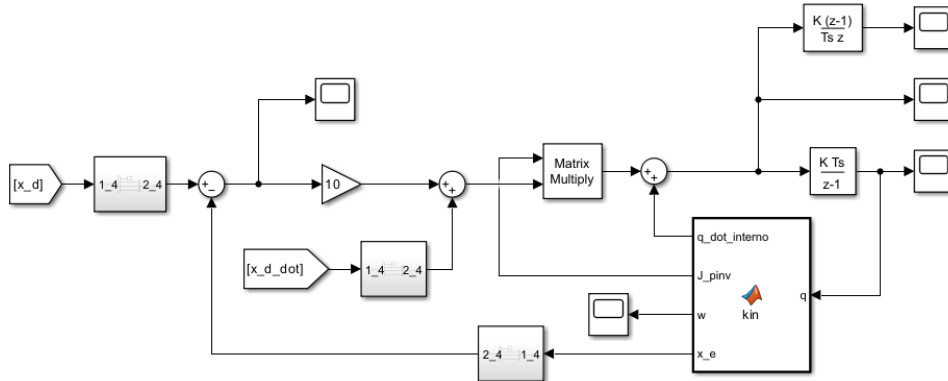 K (z-1)
Ts z
[x_d]
1_4 2_4
+
-
10
+
+
Matrix
Multiply
+
+
K Ts
z-1
[x_d_dot]
1_4 2_4
q_dot_interno
J_pinv
w
x_e
kin
q
2_4 1_4